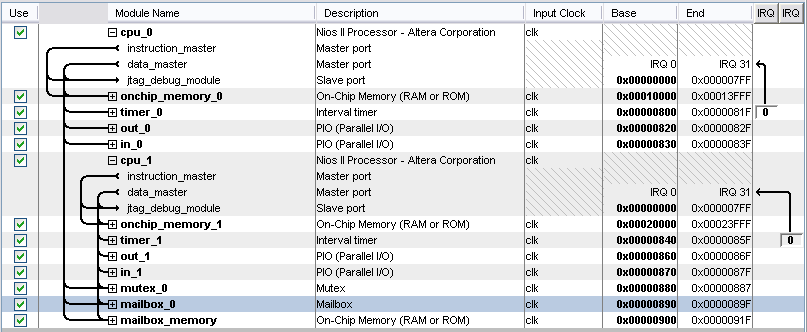 Use Module Name Description Input Clock Base End IRQ IRQ
cpu_0 Nios II Processor - Altera Corporation clk
instruction_master Master port
data_master Master port IRQ 0 IRQ 31
jtag_debug_module Slave port 0x00000000 0x000007FF
onchip_memory_0 On-Chip Memory (RAM or ROM) clk 0x00010000 0x00013FFF
timer_0 Interval timer clk 0x00000800 0x0000081F 0
out_0 PIO (Parallel I/O) clk 0x00000820 0x0000082F
in_0 PIO (Parallel I/O) clk 0x00000830 0x0000083F
cpu_1 Nios II Processor - Altera Corporation clk
instruction_master Master port
data_master Master port IRQ 0 IRQ 31
jtag_debug_module Slave port 0x00000000 0x000007FF
onchip_memory_1 On-Chip Memory (RAM or ROM) clk 0x00020000 0x00023FFF
timer_1 Interval timer clk 0x00000840 0x0000085F 0
out_1 PIO (Parallel I/O) clk 0x00000860 0x0000086F
in_1 PIO (Parallel I/O) clk 0x00000870 0x0000087F
mutex_0 Mutex clk 0x00000880 0x00000887
mailbox_0 Mailbox clk 0x00000890 0x0000089F
mailbox_memory On-Chip Memory (RAM or ROM) clk 0x00000900 0x0000091F